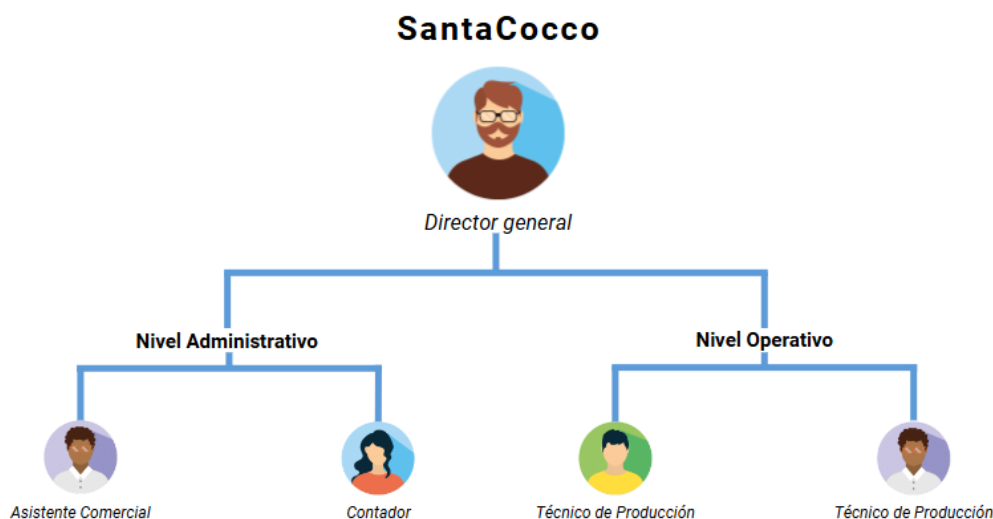 SantaCocco
Director general
Nivel Administrativo
Nivel Operativo
Asistente Comercial
Contador
Técnico de Producción
Técnico de Producción